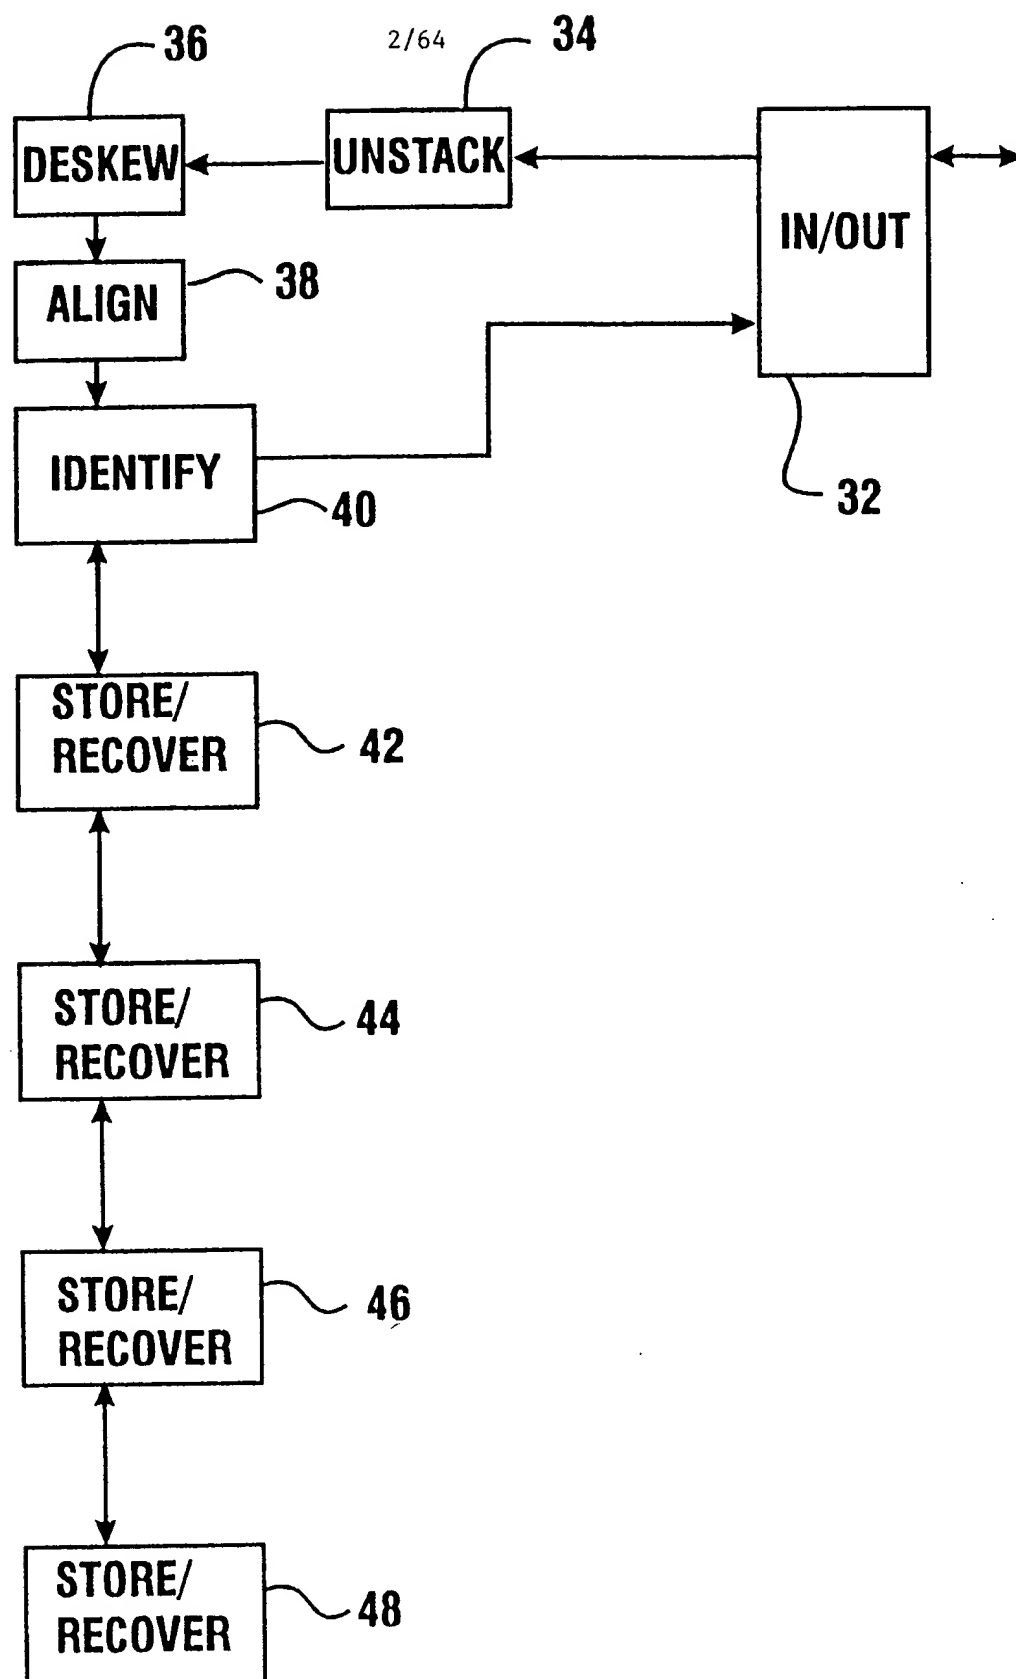 36
2/64
34
DESKEW
UNSTACK
IN/OUT
ALIGN
38
IDENTIFY
40
32
STORE/
RECOVER
42
STORE/
RECOVER
44
STORE/
RECOVER
46
STORE/
RECOVER
48